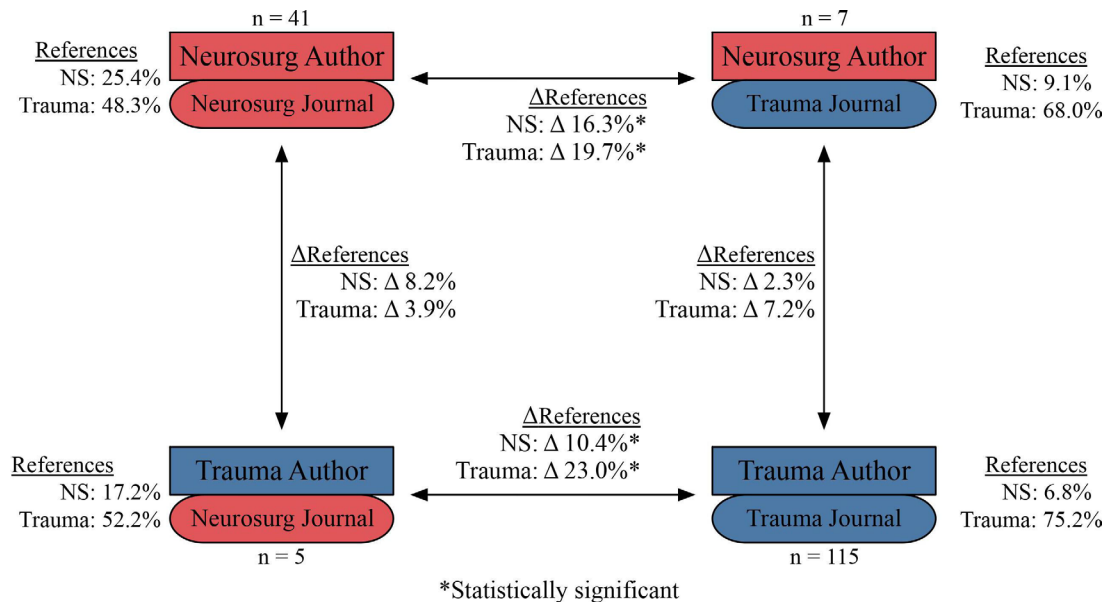 n = 41
References
NS: 25.4%
Trauma: 48.3%
Neurosurg Author
Neurosurg Journal
n = 7
Neurosurg Author
Trauma Journal
References
NS: 9.1%
Trauma: 68.0%
ΔReferences
NS: Δ 16.3%*
Trauma: Δ 19.7%*
ΔReferences
NS: Δ 8.2%
Trauma: Δ 3.9%
ΔReferences
NS: Δ 2.3%
Trauma: Δ 7.2%
References
NS: 17.2%
Trauma: 52.2%
Trauma Author
Neurosurg Journal
n = 5
ΔReferences
NS: Δ 10.4%*
Trauma: Δ 23.0%*
Trauma Author
Trauma Journal
n = 115
References
NS: 6.8%
Trauma: 75.2%
*Statistically significant